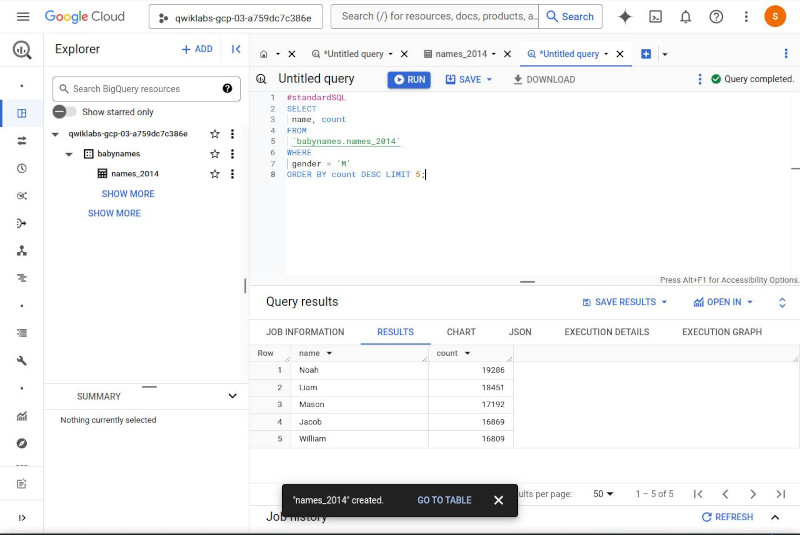 Google Cloud
qwiklabs-gcp-03-a759dc7c386e
Search (/) for resources, docs, products, a...
Search
S
Explorer
+ ADD
*Untitled query
names_2014
*Untitled query
Search BigQuery resources
Show starred only
qwiklabs-gcp-03-a759dc7c386e
babynames
names_2014
SHOW MORE
SHOW MORE
SUMMARY
Nothing currently selected
Untitled query
RUN
SAVE
DOWNLOAD
Query completed.
1 #standardSQL
2 SELECT
3 name, count
4 FROM
5 `babynames.names_2014`
6 WHERE
7 gender = 'M'
8 ORDER BY count DESC LIMIT 5;
Press Alt+F1 for Accessibility Options.
Query results
SAVE RESULTS
OPEN IN
JOB INFORMATION RESULTS CHART JSON EXECUTION DETAILS EXECUTION GRAPH
Row name count
1 Noah 19286
2 Liam 18451
3 Mason 17192
4 Jacob 16869
5 William 16809
"names_2014" created. GO TO TABLE
ults per page: 50 1 – 5 of 5
Job history
REFRESH